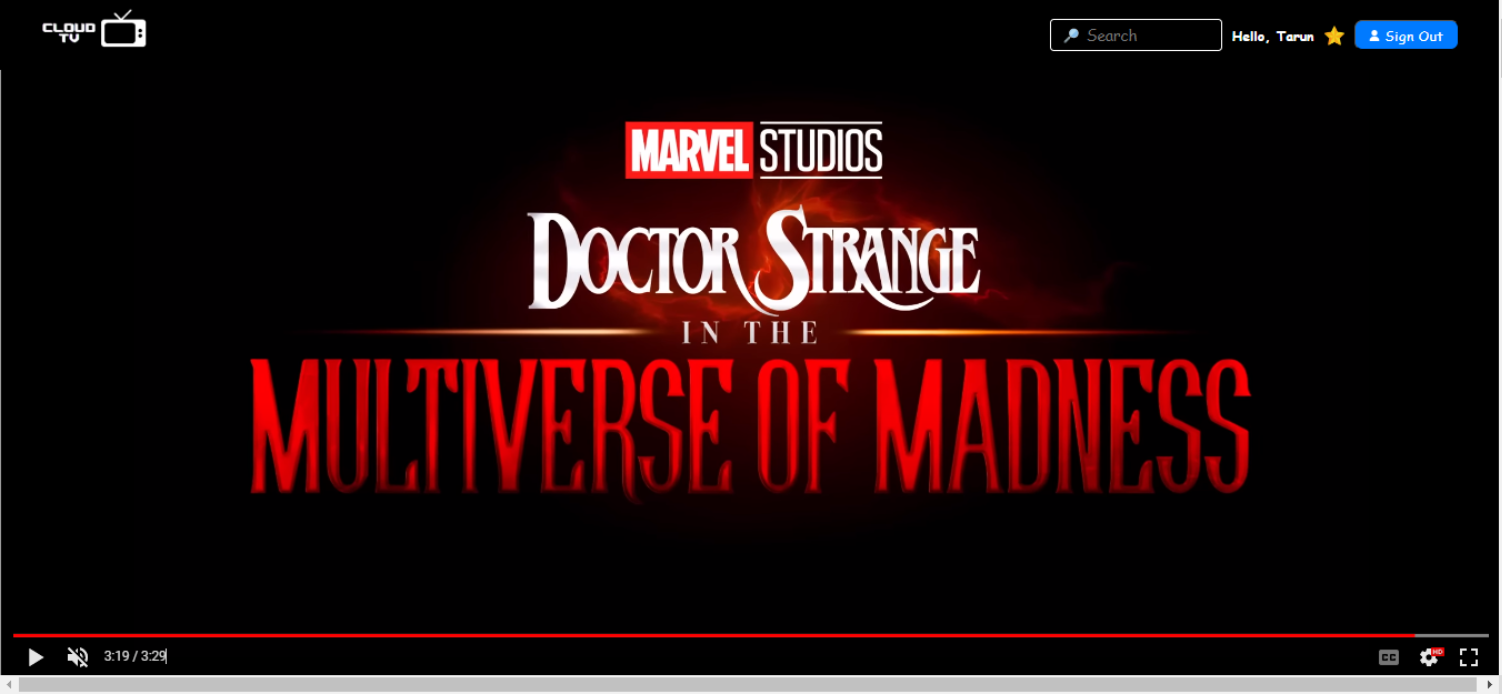 CLOUD
TV
Search
Hello, Tarun
Sign Out
MARVEL STUDIOS
DOCTOR STRANGE
IN THE
MULTIVERSE OF MADNESS
3:19 / 3:29
CC
HD